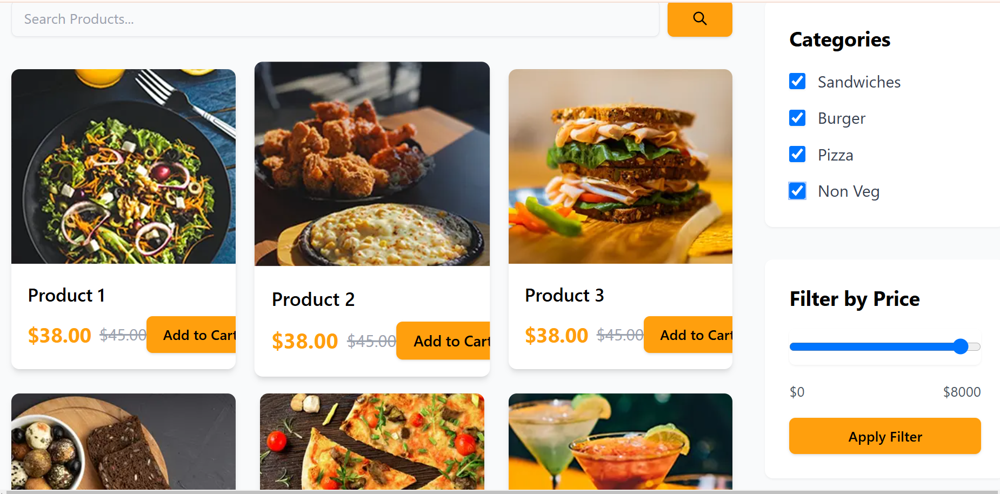 Search Products...
Categories
Sandwiches
Burger
Pizza
Non Veg
Product 1
$38.00 $45.00 Add to Cart
Product 2
$38.00 $45.00 Add to Cart
Product 3
$38.00 $45.00 Add to Cart
Filter by Price
$0 $8000
Apply Filter